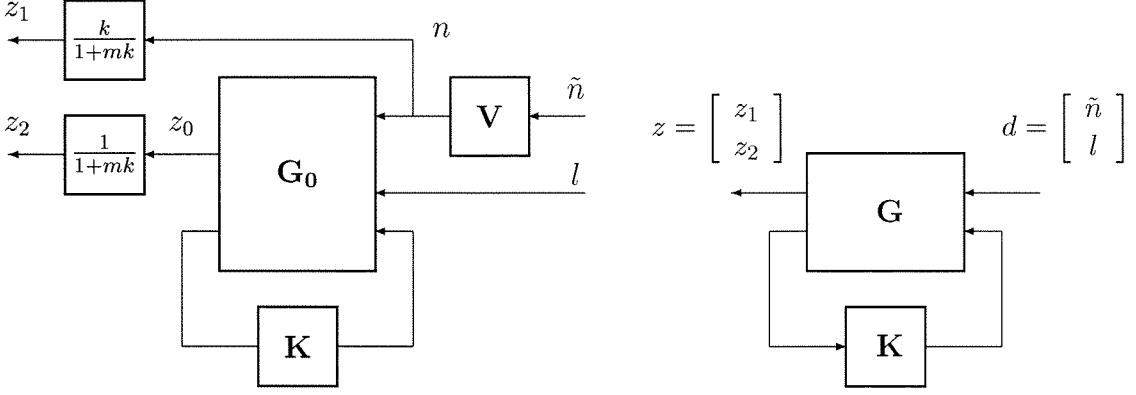 z₁ k/(1+mk) n
ñ
V
z₂ 1/(1+mk) z₀
G₀
l
K
z = [ z₁ z₂ ]
d = [ ñ l ]
G
K